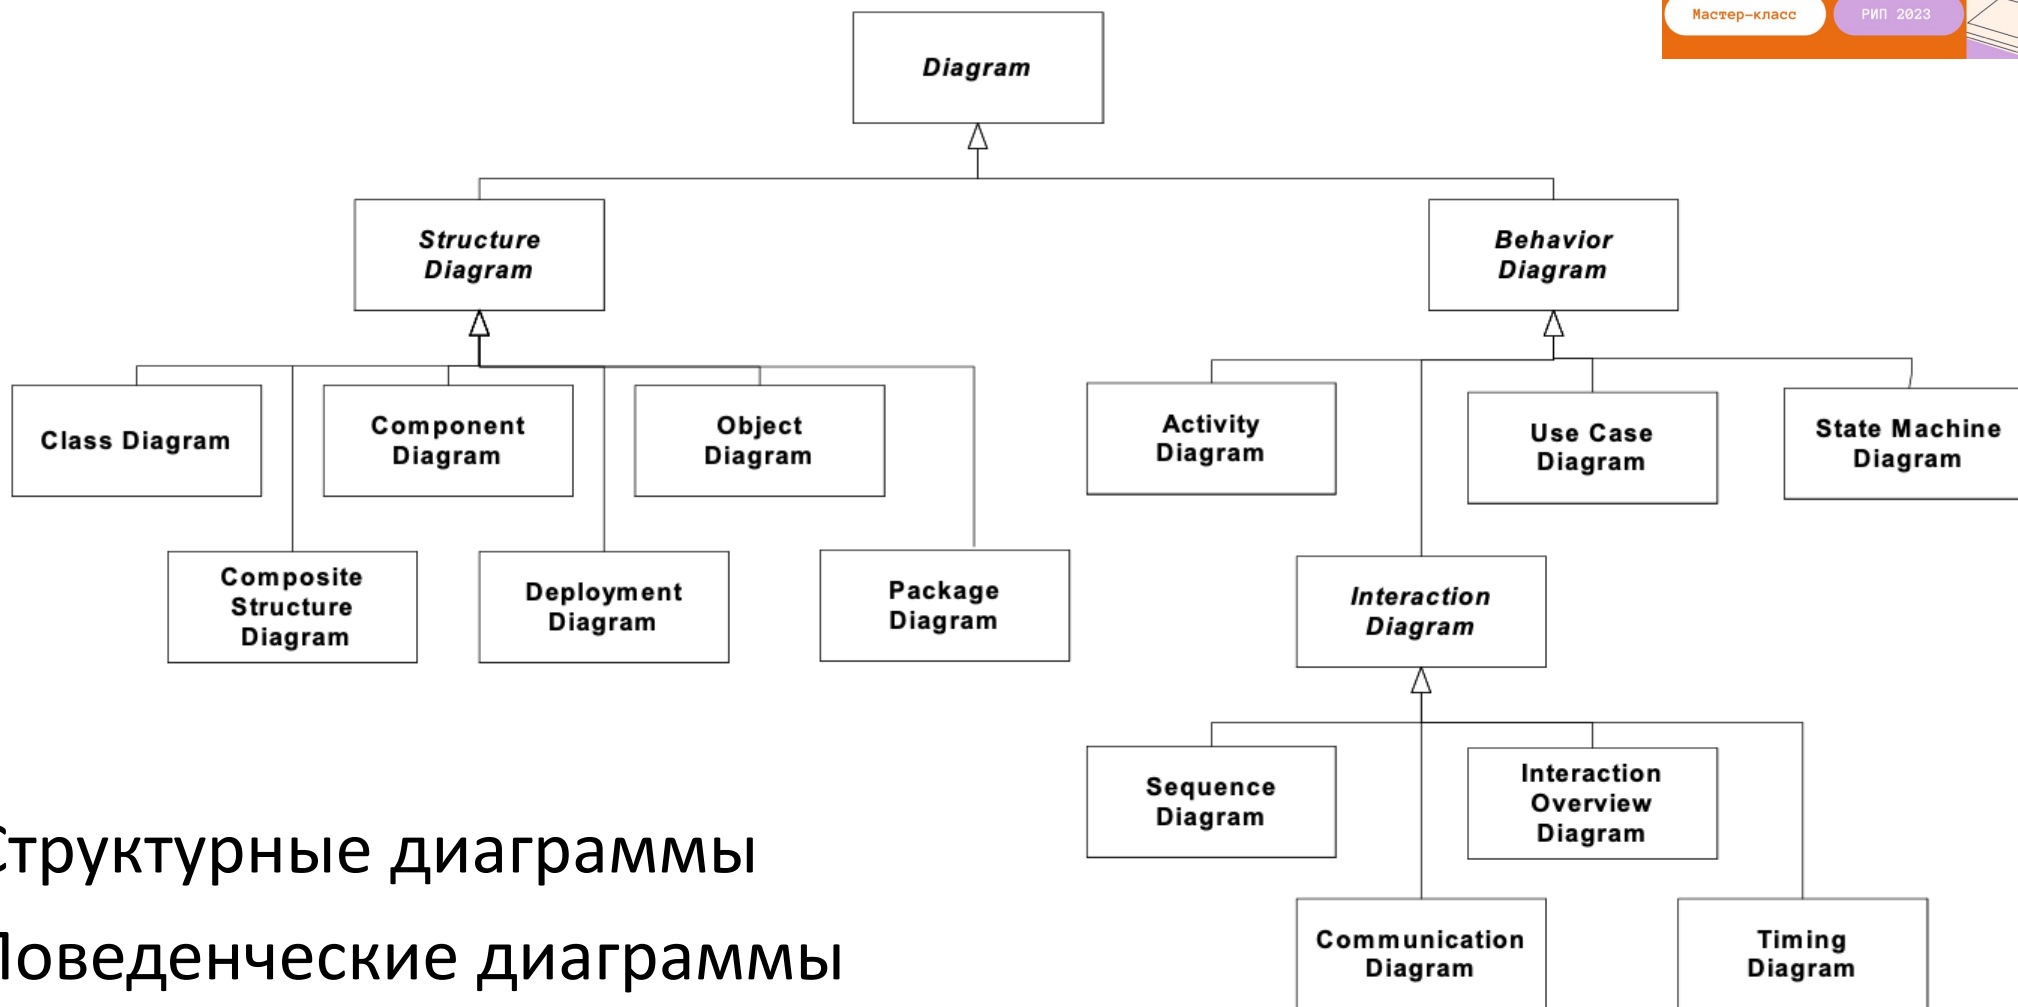 Мастер-класс
РИП 2023
Diagram
Structure
Diagram
Behavior
Diagram
Class Diagram
Component
Diagram
Object
Diagram
Activity
Diagram
Use Case
Diagram
State Machine
Diagram
Composite
Structure
Diagram
Deployment
Diagram
Package
Diagram
Interaction
Diagram
Sequence
Diagram
Interaction
Overview
Diagram
Communication
Diagram
Timing
Diagram
Структурные диаграммы
Поведенческие диаграммы